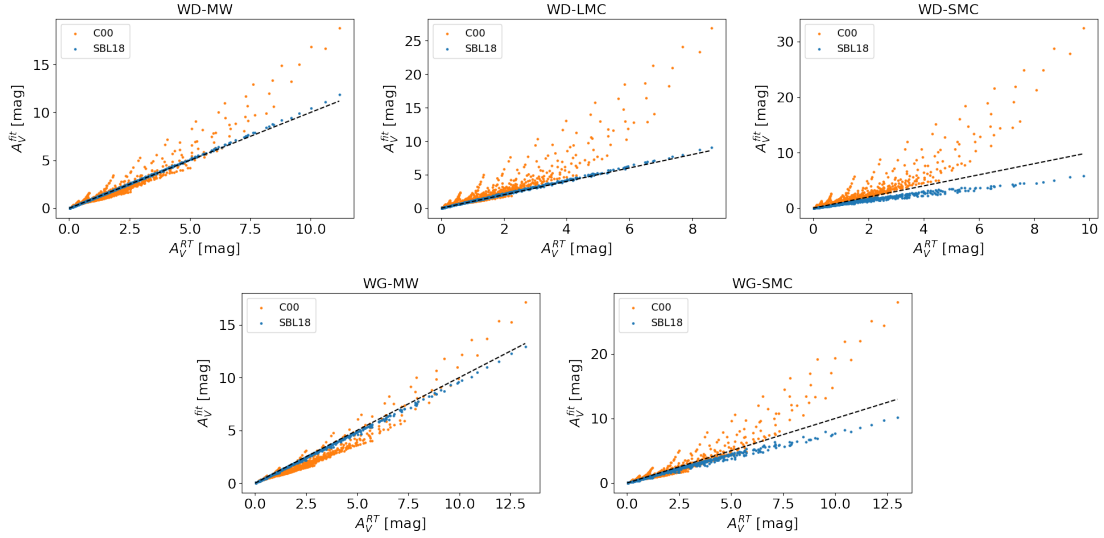 WD-MW
C00
SBL18
15
10
5
0
0.0 2.5 5.0 7.5 10.0
A_V^{fit} [mag]
A_V^{RT} [mag]
WD-LMC
C00
SBL18
25
20
15
10
5
0
0 2 4 6 8
A_V^{fit} [mag]
A_V^{RT} [mag]
WD-SMC
C00
SBL18
30
20
10
0
0 2 4 6 8 10
A_V^{fit} [mag]
A_V^{RT} [mag]
WG-MW
C00
SBL18
15
10
5
0
0.0 2.5 5.0 7.5 10.0 12.5
A_V^{fit} [mag]
A_V^{RT} [mag]
WG-SMC
C00
SBL18
20
10
0
0.0 2.5 5.0 7.5 10.0 12.5
A_V^{fit} [mag]
A_V^{RT} [mag]